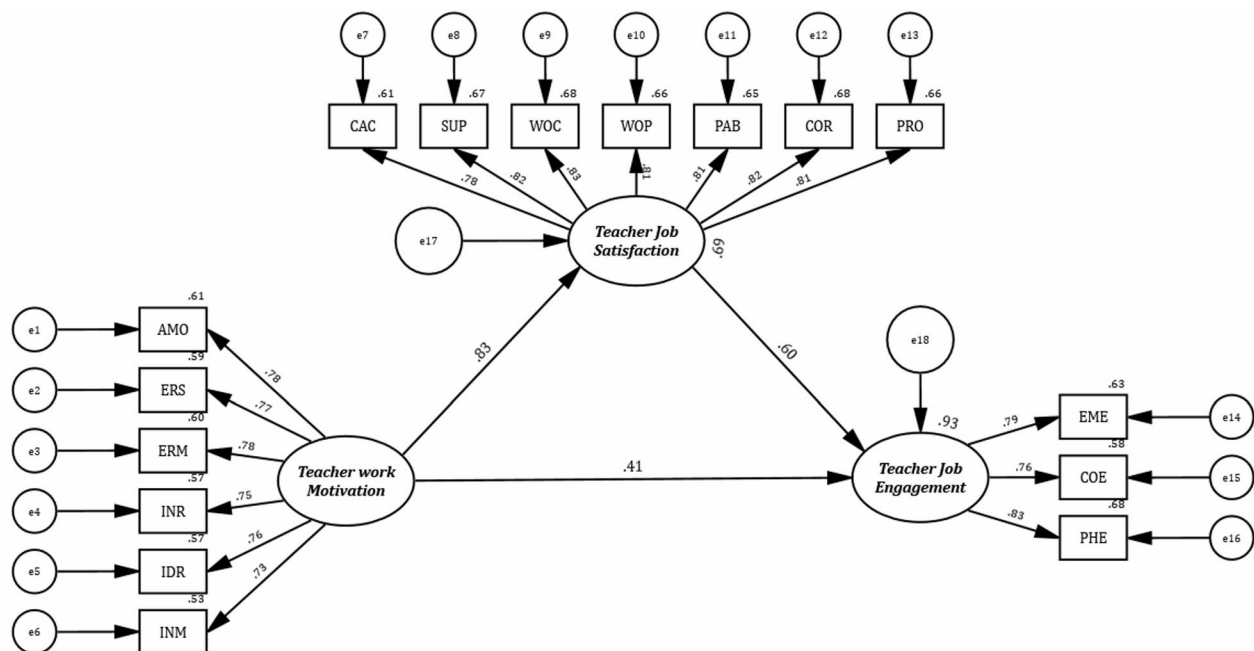 e7
e8
e9
e10
e11
e12
e13
.61
.67
.68
.66
.65
.68
.66
CAC
SUP
WOC
WOP
PAB
COR
PRO
.78
.82
.83
.81
.81
.82
.81
e17
Teacher Job
Satisfaction
.69
.61
e1
AMO
.59
e2
ERS
.60
e3
ERM
.57
e4
INR
.57
e5
IDR
.53
e6
INM
.78
.77
.78
.75
.76
.73
Teacher work
Motivation
.83
.60
.41
e18
.93
Teacher Job
Engagement
.79
.76
.83
.63
EME
e14
.58
COE
e15
.68
PHE
e16